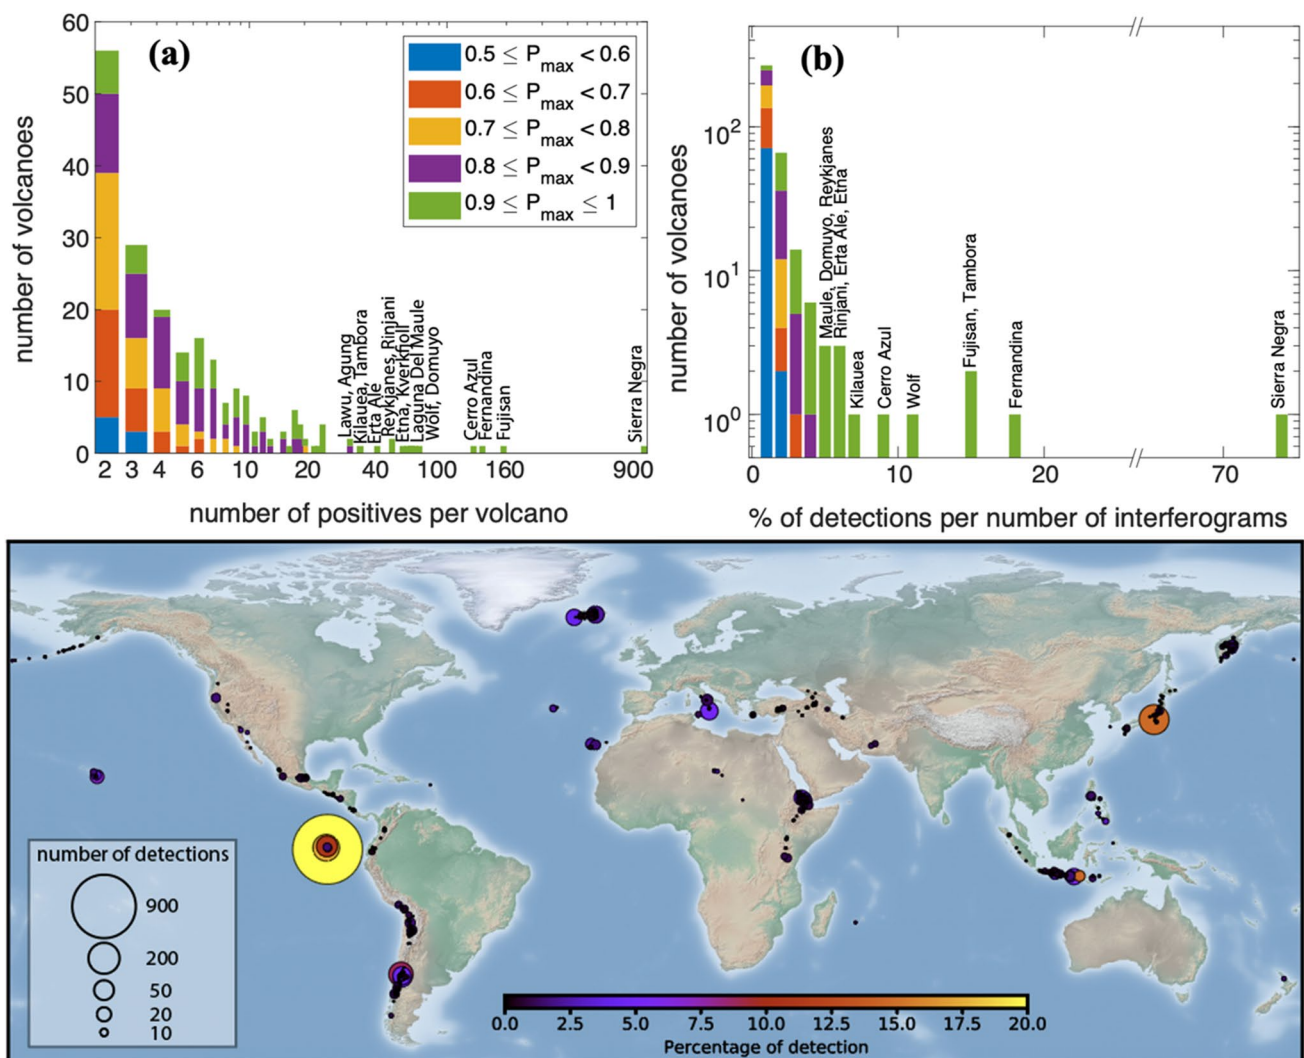 (a)
60
50
40
30
20
10
0
number of volcanoes
0.5 ≤ Pmax < 0.6
0.6 ≤ Pmax < 0.7
0.7 ≤ Pmax < 0.8
0.8 ≤ Pmax < 0.9
0.9 ≤ Pmax ≤ 1
Lawu, Agung
Kilauea, Tambora
Erta Ale
Reykjanes, Rinjani
Etna, Kverkfjoll
Laguna Del Maule
Wolf, Domuyo
Cerro Azul
Fernandina
Fujisan
Sierra Negra
2 3 4 6 10 20 40 100 160 900
number of positives per volcano
(b)
10²
10¹
10⁰
number of volcanoes
Maule, Domuyo, Reykjanes
Rinjani, Erta Ale, Etna
Kilauea
Cerro Azul
Wolf
Fujisan, Tambora
Fernandina
Sierra Negra
0 10 20 // 70
% of detections per number of interferograms
number of detections
900
200
50
20
10
0.0 2.5 5.0 7.5 10.0 12.5 15.0 17.5 20.0
Percentage of detection